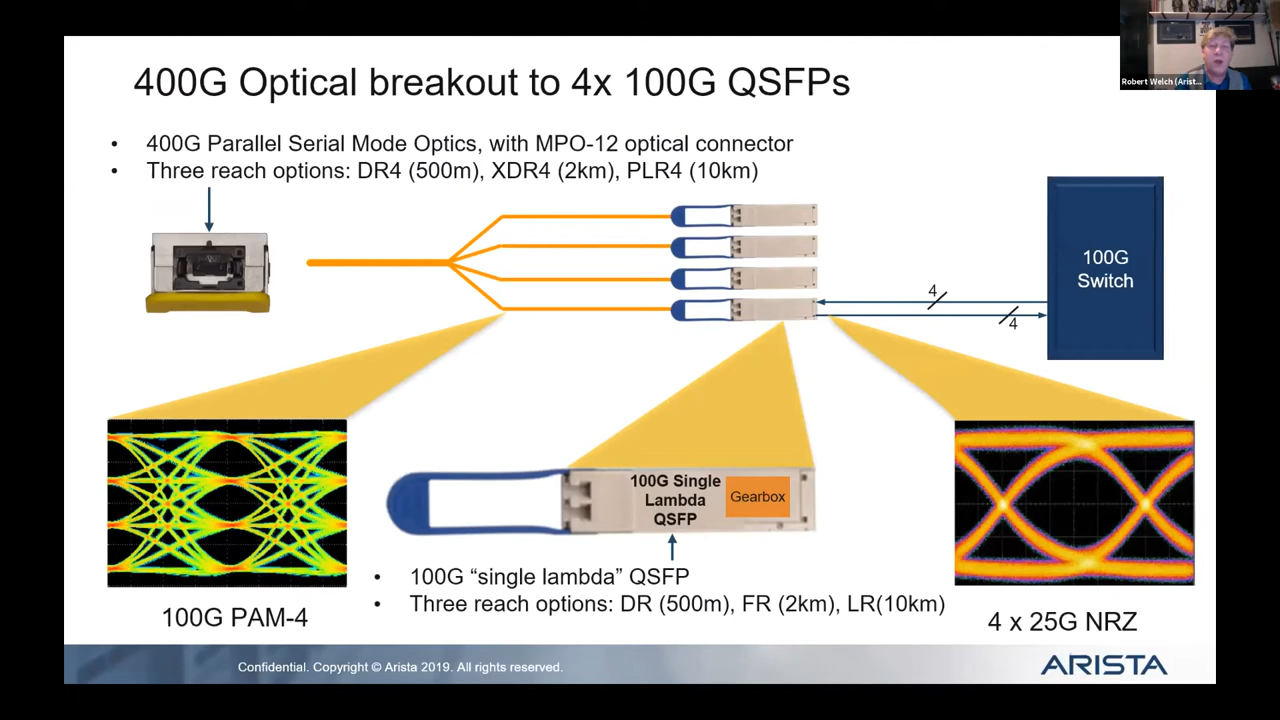 Robert Welch (Arist...
400G Optical breakout to 4x 100G QSFPs
• 400G Parallel Serial Mode Optics, with MPO-12 optical connector
• Three reach options: DR4 (500m), XDR4 (2km), PLR4 (10km)
100G
Switch
4
4
100G Single
Lambda
QSFP
Gearbox
• 100G “single lambda” QSFP
• Three reach options: DR (500m), FR (2km), LR(10km)
100G PAM-4
4 x 25G NRZ
Confidential. Copyright © Arista 2019. All rights reserved.
ARISTA